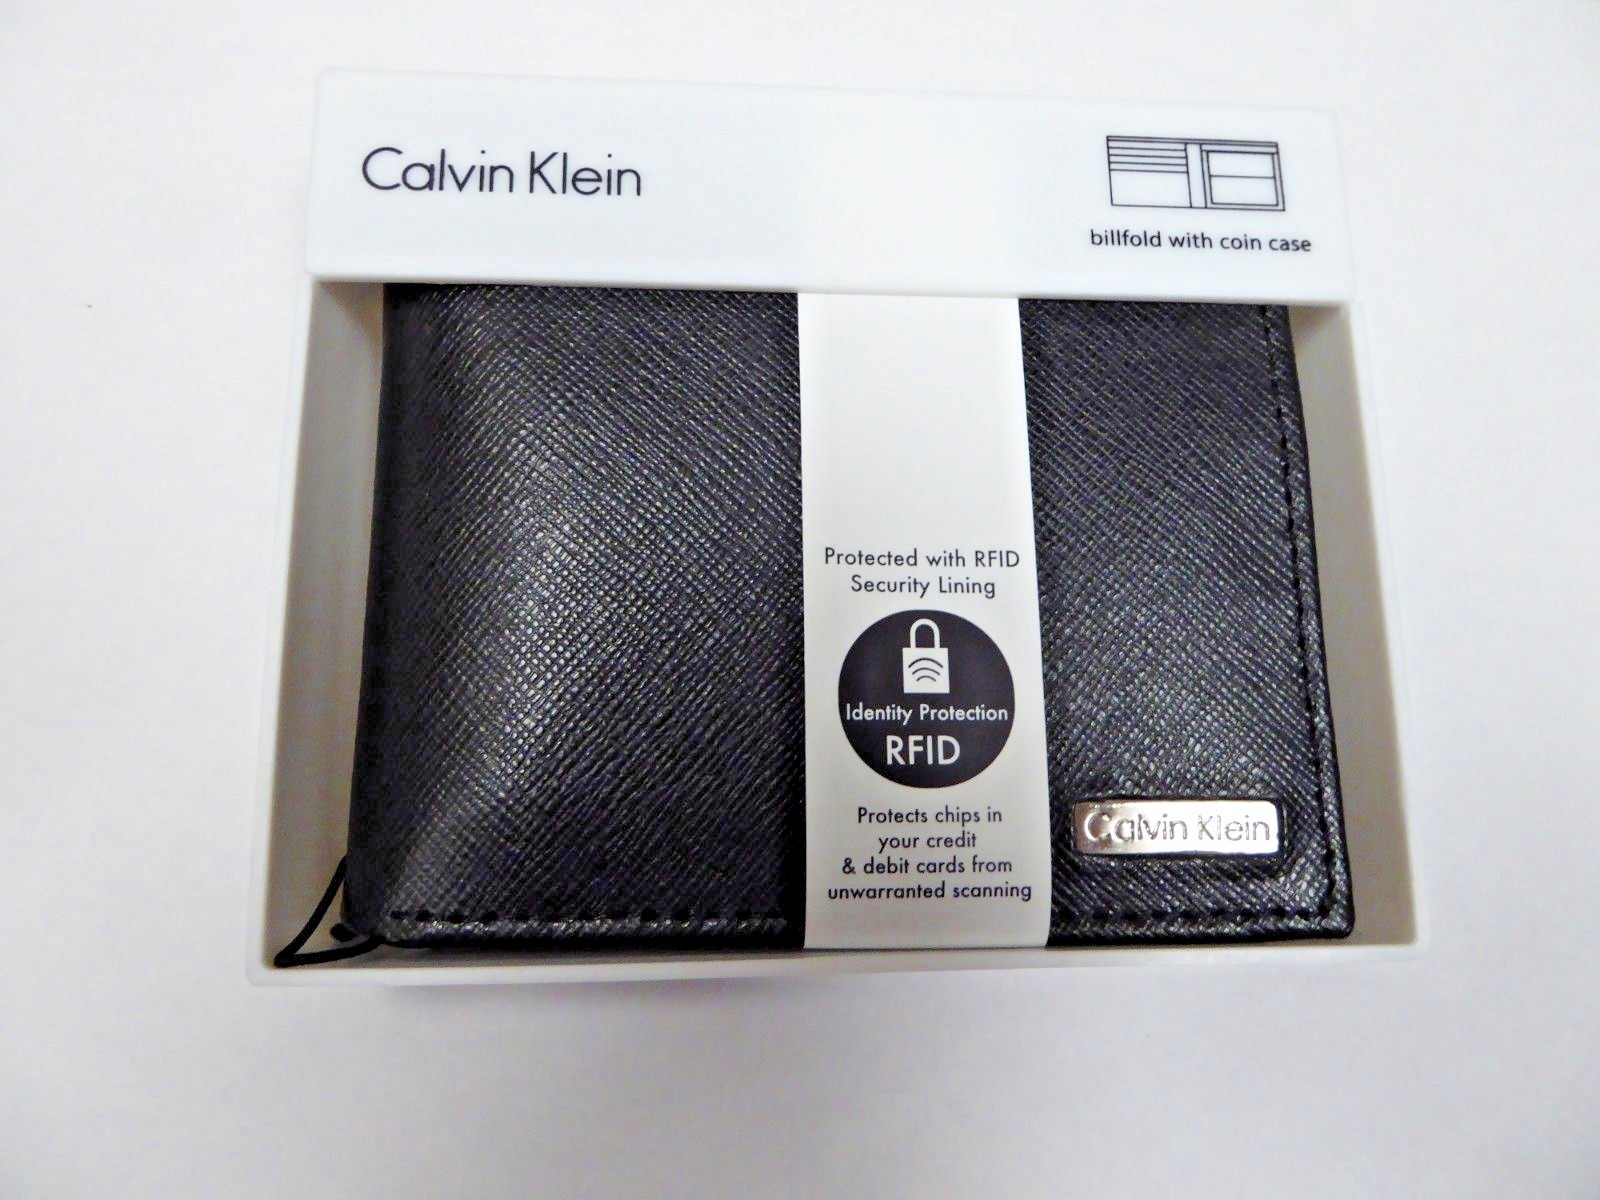 Calvin Klein
billfold with coin case
Protected with RFID
Security Lining
Identity Protection
RFID
Protects chips in
your credit
& debit cards from
unwarranted scanning
Calvin Klein